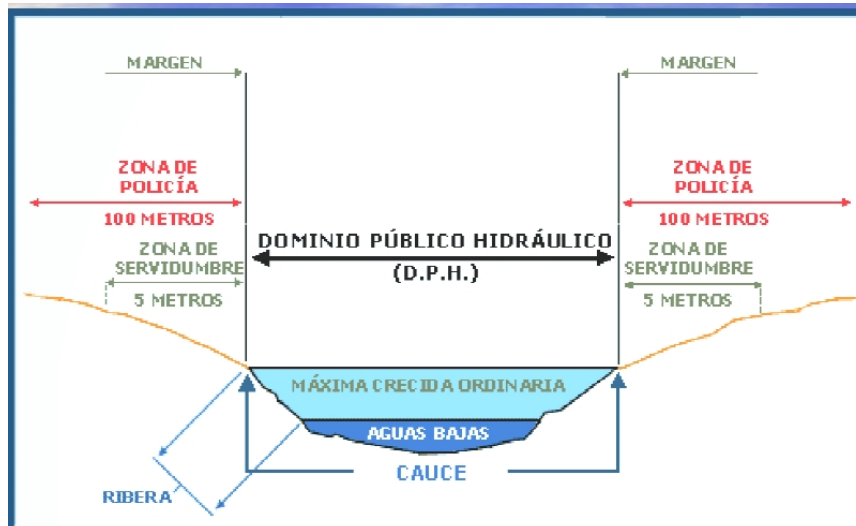 MARGEN
MARGEN
ZONA DE
POLICÍA
100 METROS
ZONA DE
POLICÍA
100 METROS
DOMINIO PÚBLICO HIDRÁULICO
(D.P.H.)
ZONA DE
SERVIDUMBRE
5 METROS
ZONA DE
SERVIDUMBRE
5 METROS
MÁXIMA CRECIDA ORDINARIA
AGUAS BAJAS
CAUCE
RIBERA